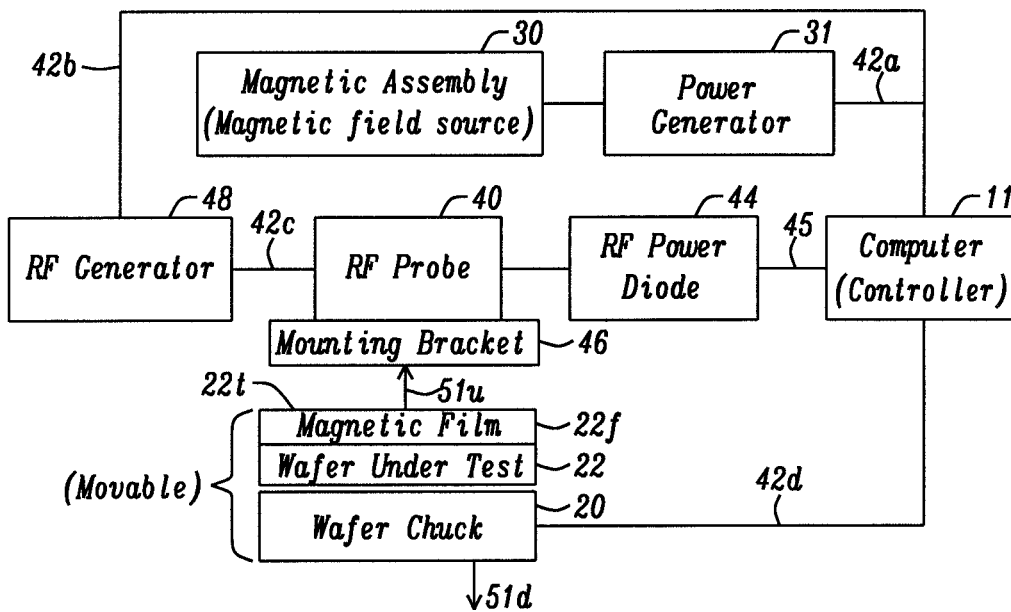 30
31
42b
42a
Magnetic Assembly
(Magnetic field source)
Power
Generator
48
42c
40
44
45
11
RF Generator
RF Probe
RF Power
Diode
Computer
(Controller)
Mounting Bracket
46
51u
22t
Magnetic Film
22f
Wafer Under Test
22
(Movable)
Wafer Chuck
20
42d
51d